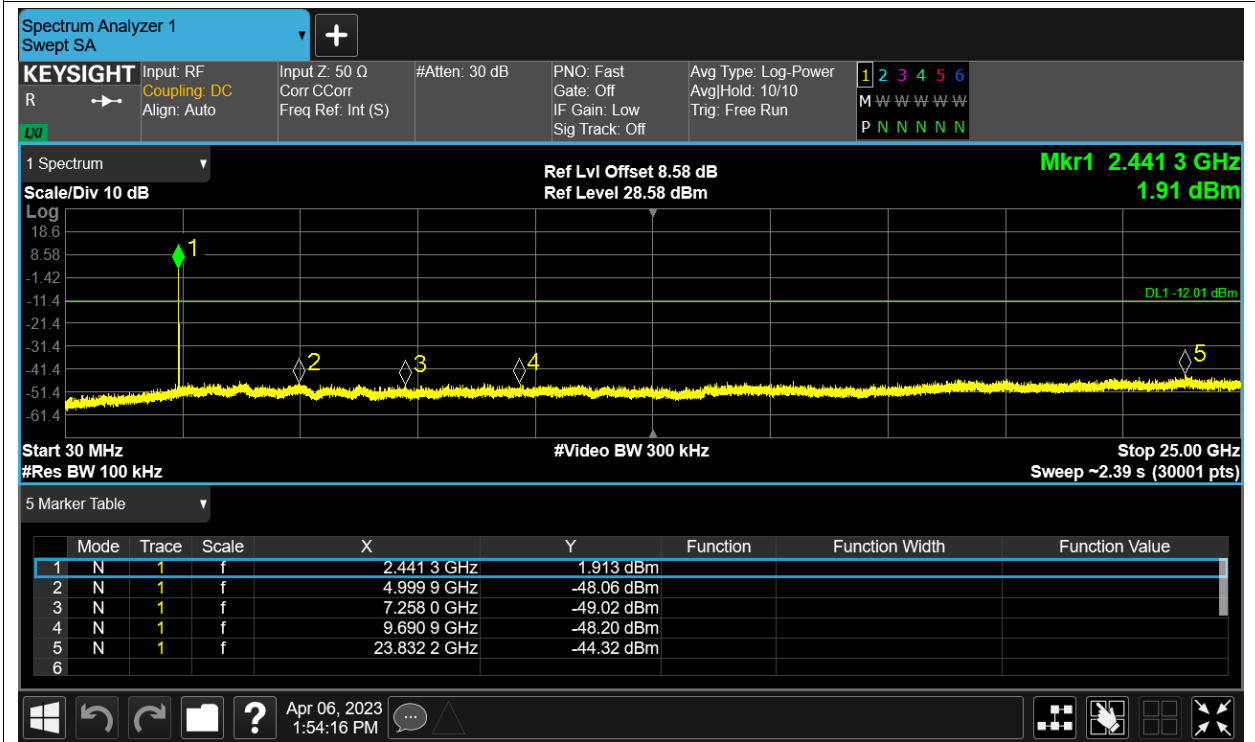 Spectrum Analyzer 1
Swept SA
KEYSIGHT
R
LXI
Input: RF
Coupling: DC
Align: Auto
Input Z: 50 Ω
Corr CCorr
Freq Ref: Int (S)
#Atten: 30 dB
PNO: Fast
Gate: Off
IF Gain: Low
Sig Track: Off
Avg Type: Log-Power
Avg|Hold: 10/10
Trig: Free Run
1 2 3 4 5 6
M W W W W W
P N N N N N
1 Spectrum
Scale/Div 10 dB
Ref Lvl Offset 8.58 dB
Ref Level 28.58 dBm
Mkr1 2.441 3 GHz
1.91 dBm
Log
18.6
8.58
-1.42
-11.4
-21.4
-31.4
-41.4
-51.4
-61.4
1
2
3
4
5
DL1 -12.01 dBm
Start 30 MHz
#Video BW 300 kHz
Stop 25.00 GHz
#Res BW 100 kHz
Sweep ~2.39 s (30001 pts)
5 Marker Table
Mode Trace Scale X Y Function Function Width Function Value
1 N 1 f 2.441 3 GHz 1.913 dBm
2 N 1 f 4.999 9 GHz -48.06 dBm
3 N 1 f 7.258 0 GHz -49.02 dBm
4 N 1 f 9.690 9 GHz -48.20 dBm
5 N 1 f 23.832 2 GHz -44.32 dBm
6
?
Apr 06, 2023
1:54:16 PM